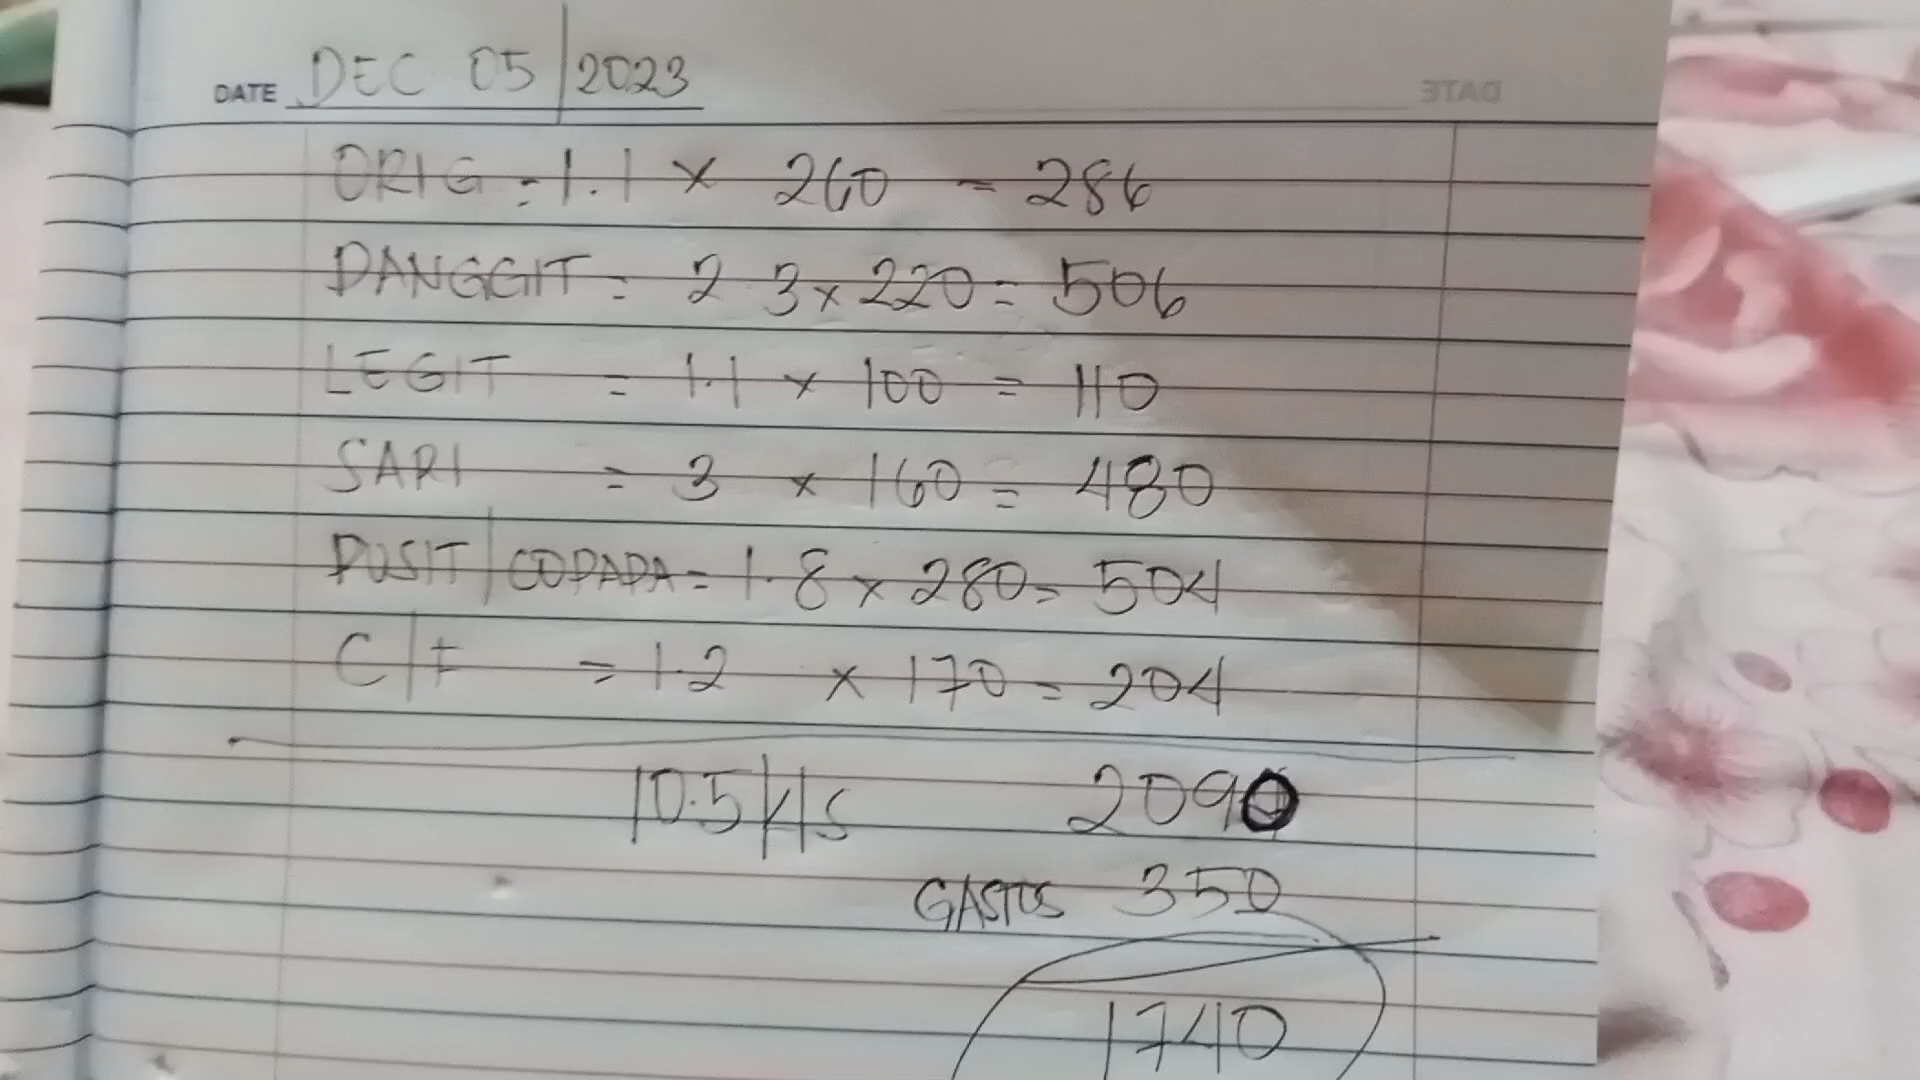 DATE DEC 05/2023
DATE
ORIG = 1.1 x 260 = 286
DANGGIT = 2.3 x 220 = 506
LEGIT = 1.1 x 100 = 110
SARI = 3 x 160 = 480
PUSIT/COPAPA = 1.8 x 280 = 504
C/F = 1.2 x 170 = 204
10.5 kls 2090
GASTOS 350
1740